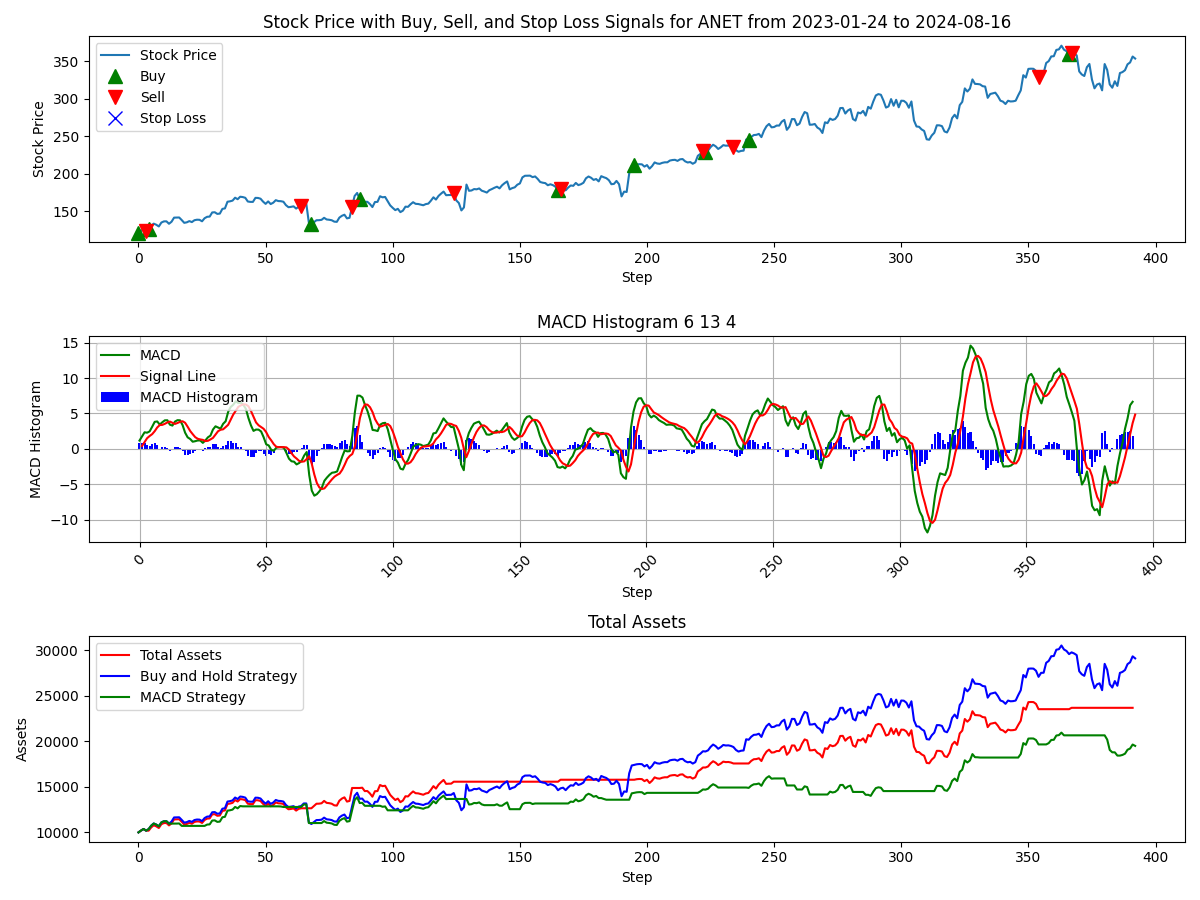 Stock Price with Buy, Sell, and Stop Loss Signals for ANET from 2023-01-24 to 2024-08-16
Stock Price
350
300
250
200
150
Stock Price
Buy
Sell
Stop Loss
0 50 100 150 200 250 300 350 400
Step
MACD Histogram 6 13 4
MACD Histogram
15
10
5
0
−5
−10
MACD
Signal Line
MACD Histogram
0 50 100 150 200 250 300 350 400
Step
Total Assets
Assets
30000
25000
20000
15000
10000
Total Assets
Buy and Hold Strategy
MACD Strategy
0 50 100 150 200 250 300 350 400
Step